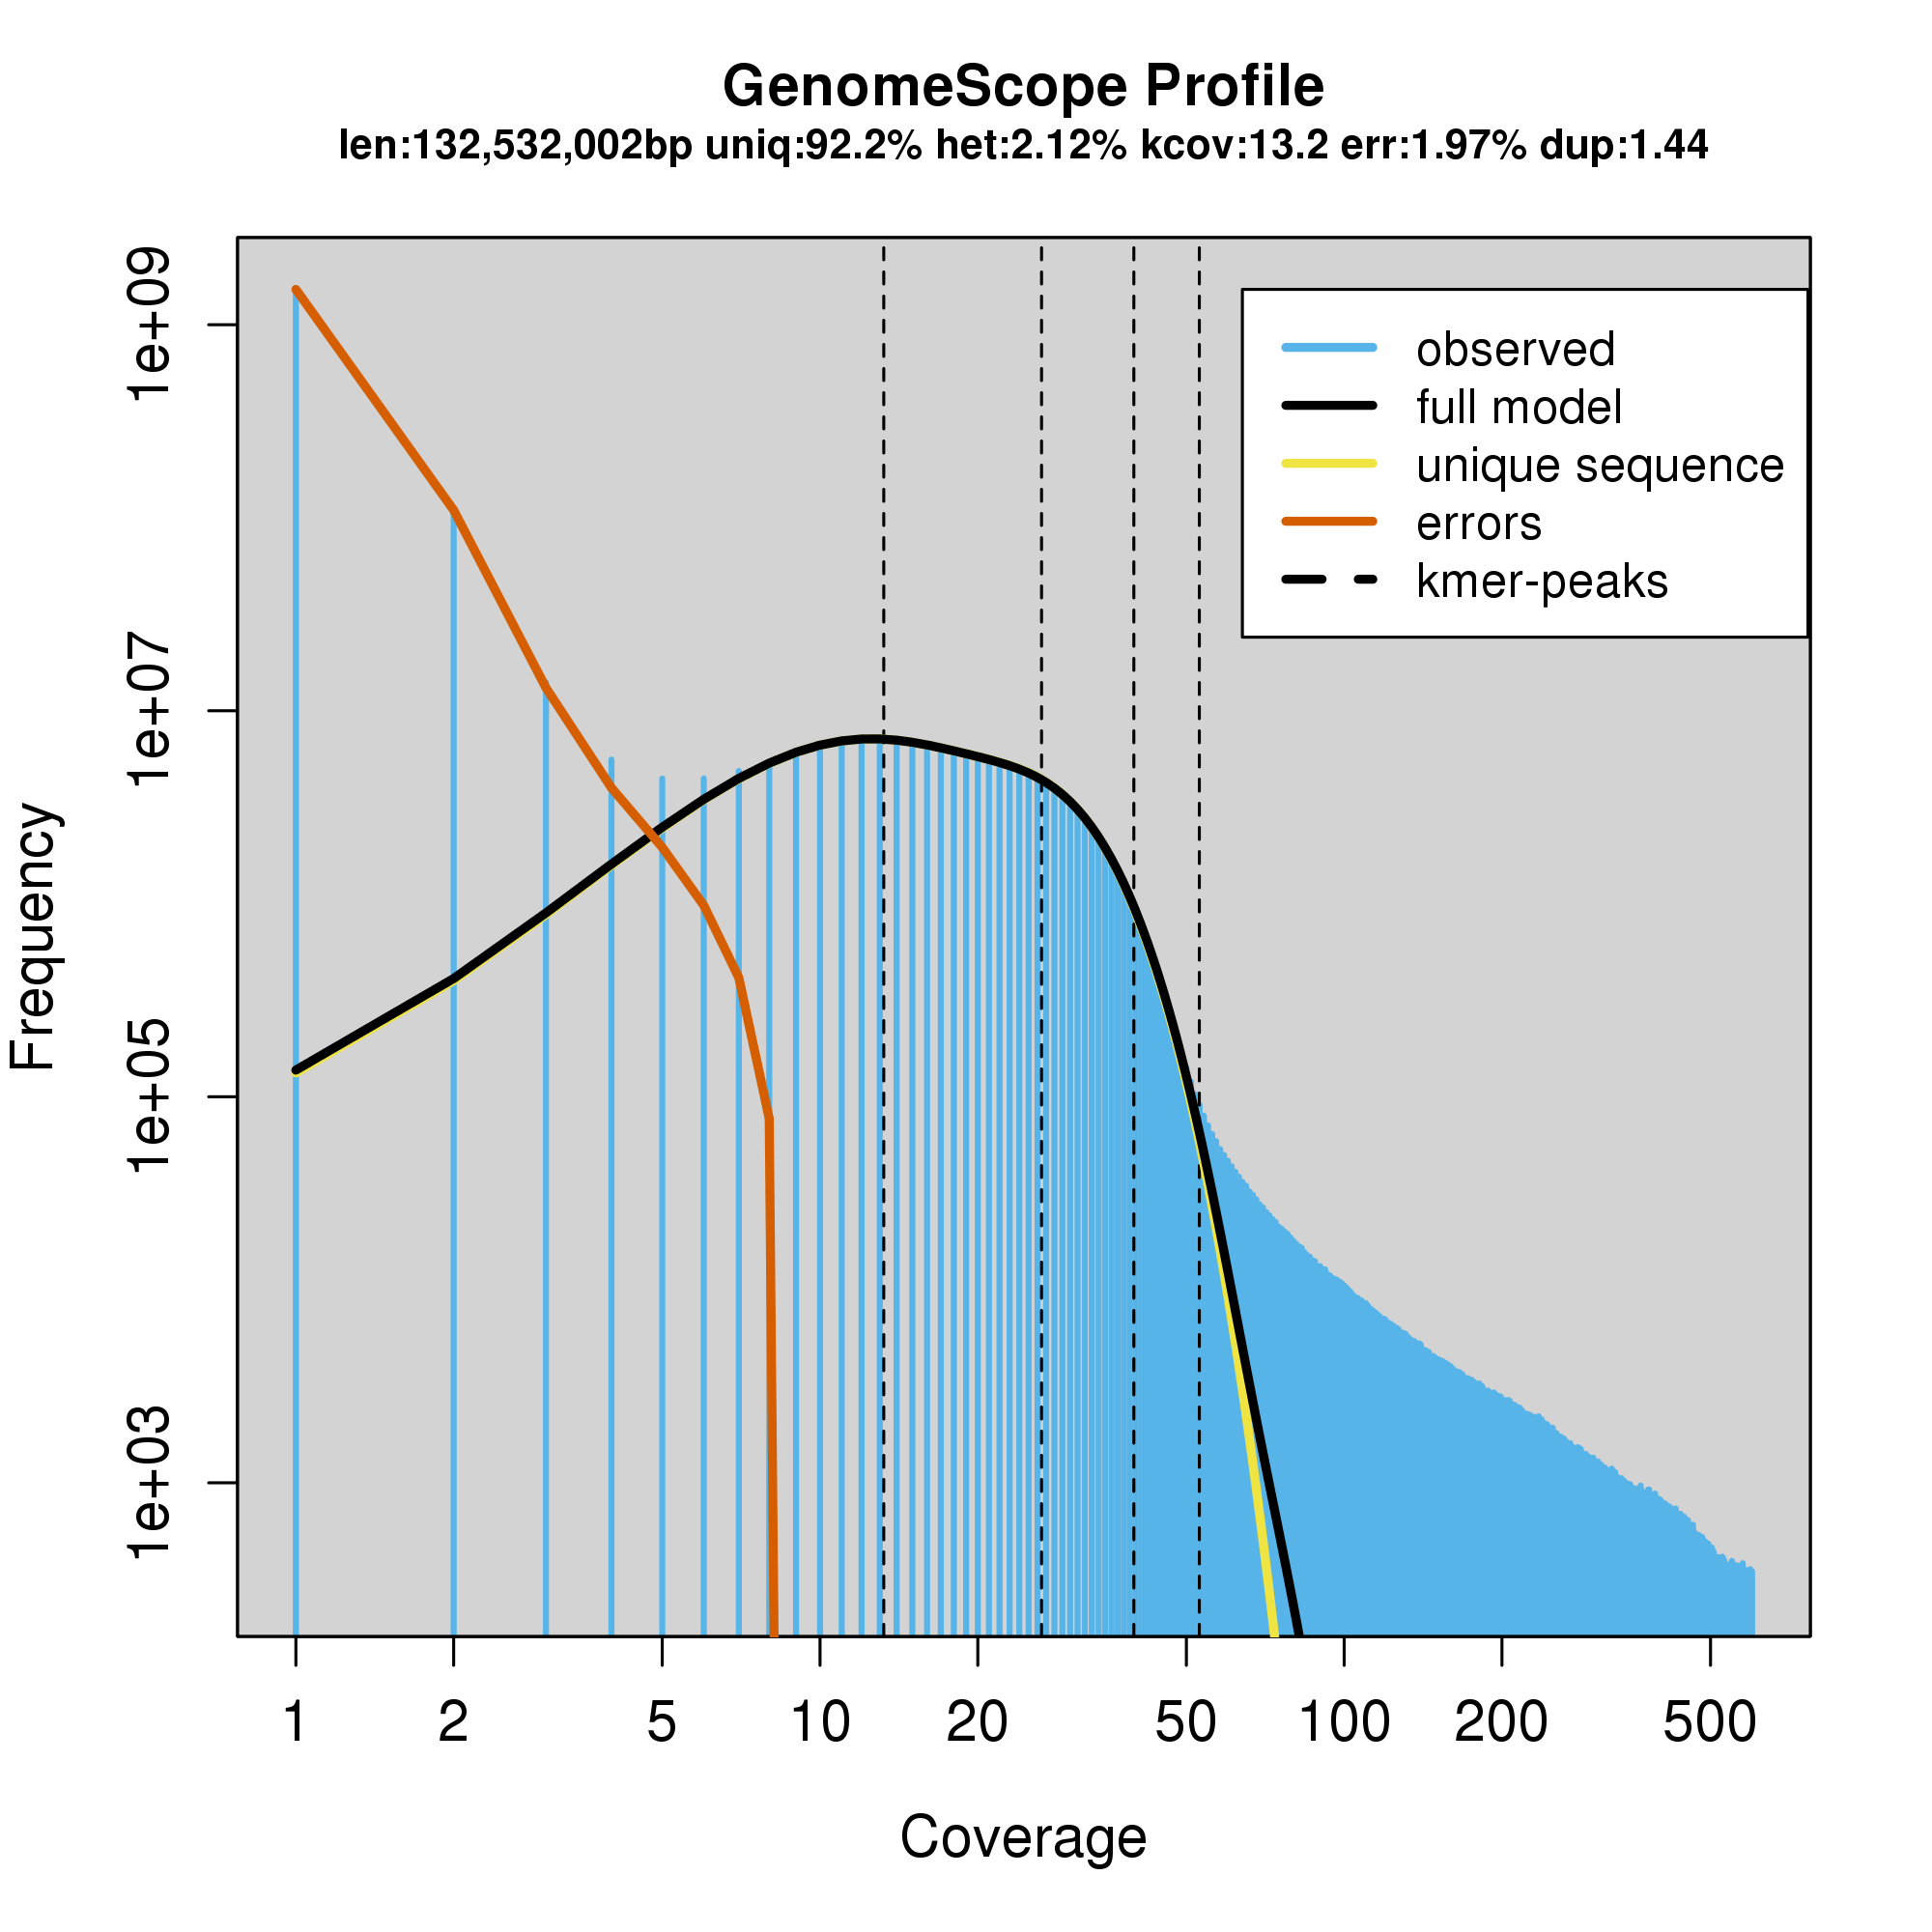 GenomeScope Profile
len:132,532,002bp uniq:92.2% het:2.12% kcov:13.2 err:1.97% dup:1.44
1e+09
1e+07
1e+05
1e+03
Frequency
observed
full model
unique sequence
errors
kmer-peaks
1 2 5 10 20 50 100 200 500
Coverage